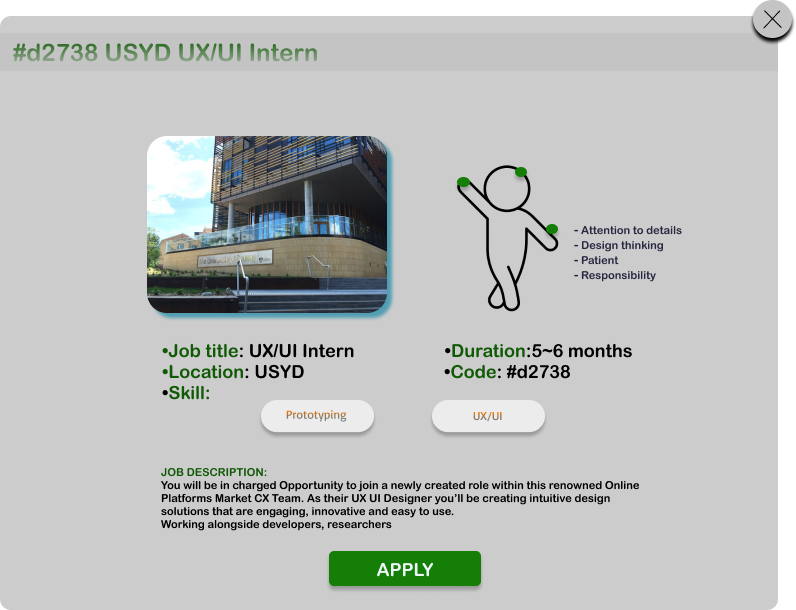 #d2738 USYD UX/UI Intern
- Attention to details
- Design thinking
- Patient
- Responsibility
•Job title: UX/UI Intern
•Location: USYD
•Skill:
Prototyping
UX/UI
•Duration:5~6 months
•Code: #d2738
JOB DESCRIPTION:
You will be in charged Opportunity to join a newly created role within this renowned Online
Platforms Market CX Team. As their UX UI Designer you’ll be creating intuitive design
solutions that are engaging, innovative and easy to use.
Working alongside developers, researchers
APPLY